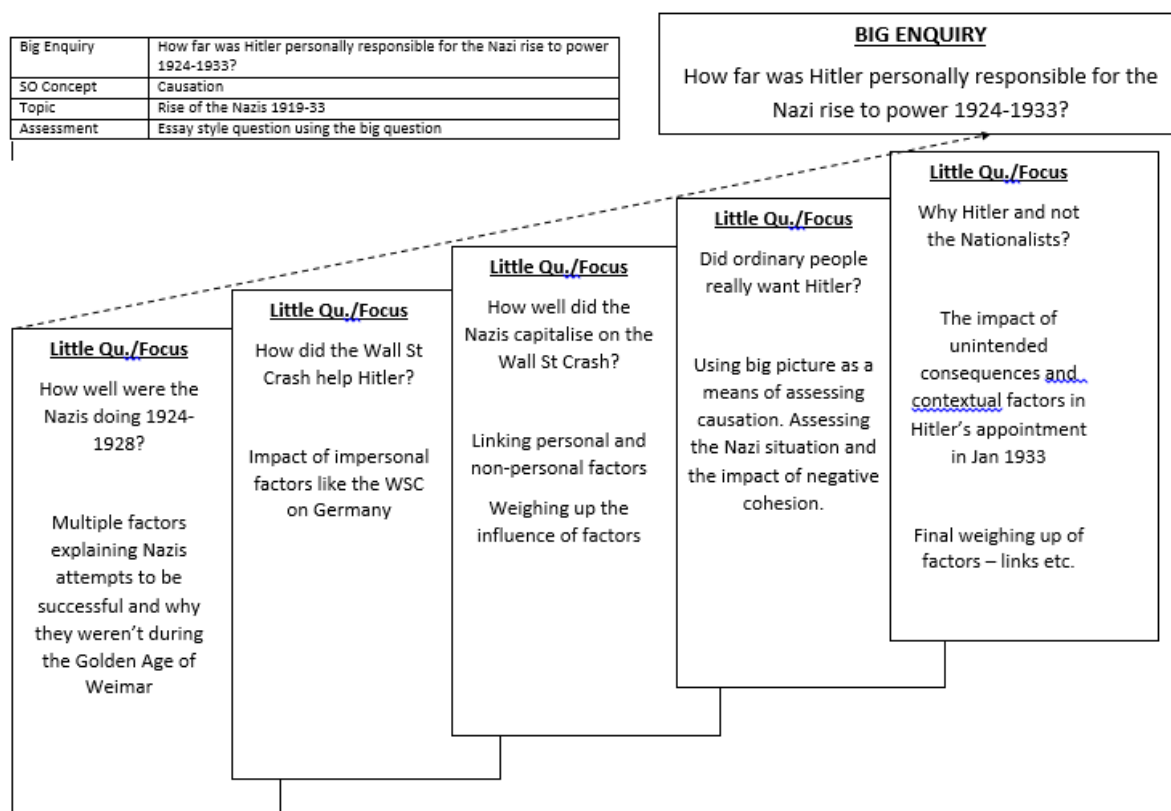 Big Enquiry How far was Hitler personally responsible for the Nazi rise to power
1924-1933?
SO Concept Causation
Topic Rise of the Nazis 1919-33
Assessment Essay style question using the big question
BIG ENQUIRY
How far was Hitler personally responsible for the
Nazi rise to power 1924-1933?
Little Qu./Focus
How well were the
Nazis doing 1924-
1928?
Multiple factors
explaining Nazis
attempts to be
successful and why
they weren't during
the Golden Age of
Weimar
Little Qu./Focus
How did the Wall St
Crash help Hitler?
Impact of impersonal
factors like the WSC
on Germany
Little Qu./Focus
How well did the
Nazis capitalise on the
Wall St Crash?
Linking personal and
non-personal factors
Weighing up the
influence of factors
Little Qu./Focus
Did ordinary people
really want Hitler?
Using big picture as a
means of assessing
causation. Assessing
the Nazi situation and
the impact of negative
cohesion.
Little Qu./Focus
Why Hitler and not
the Nationalists?
The impact of
unintended
consequences and
contextual factors in
Hitler's appointment
in Jan 1933
Final weighing up of
factors – links etc.